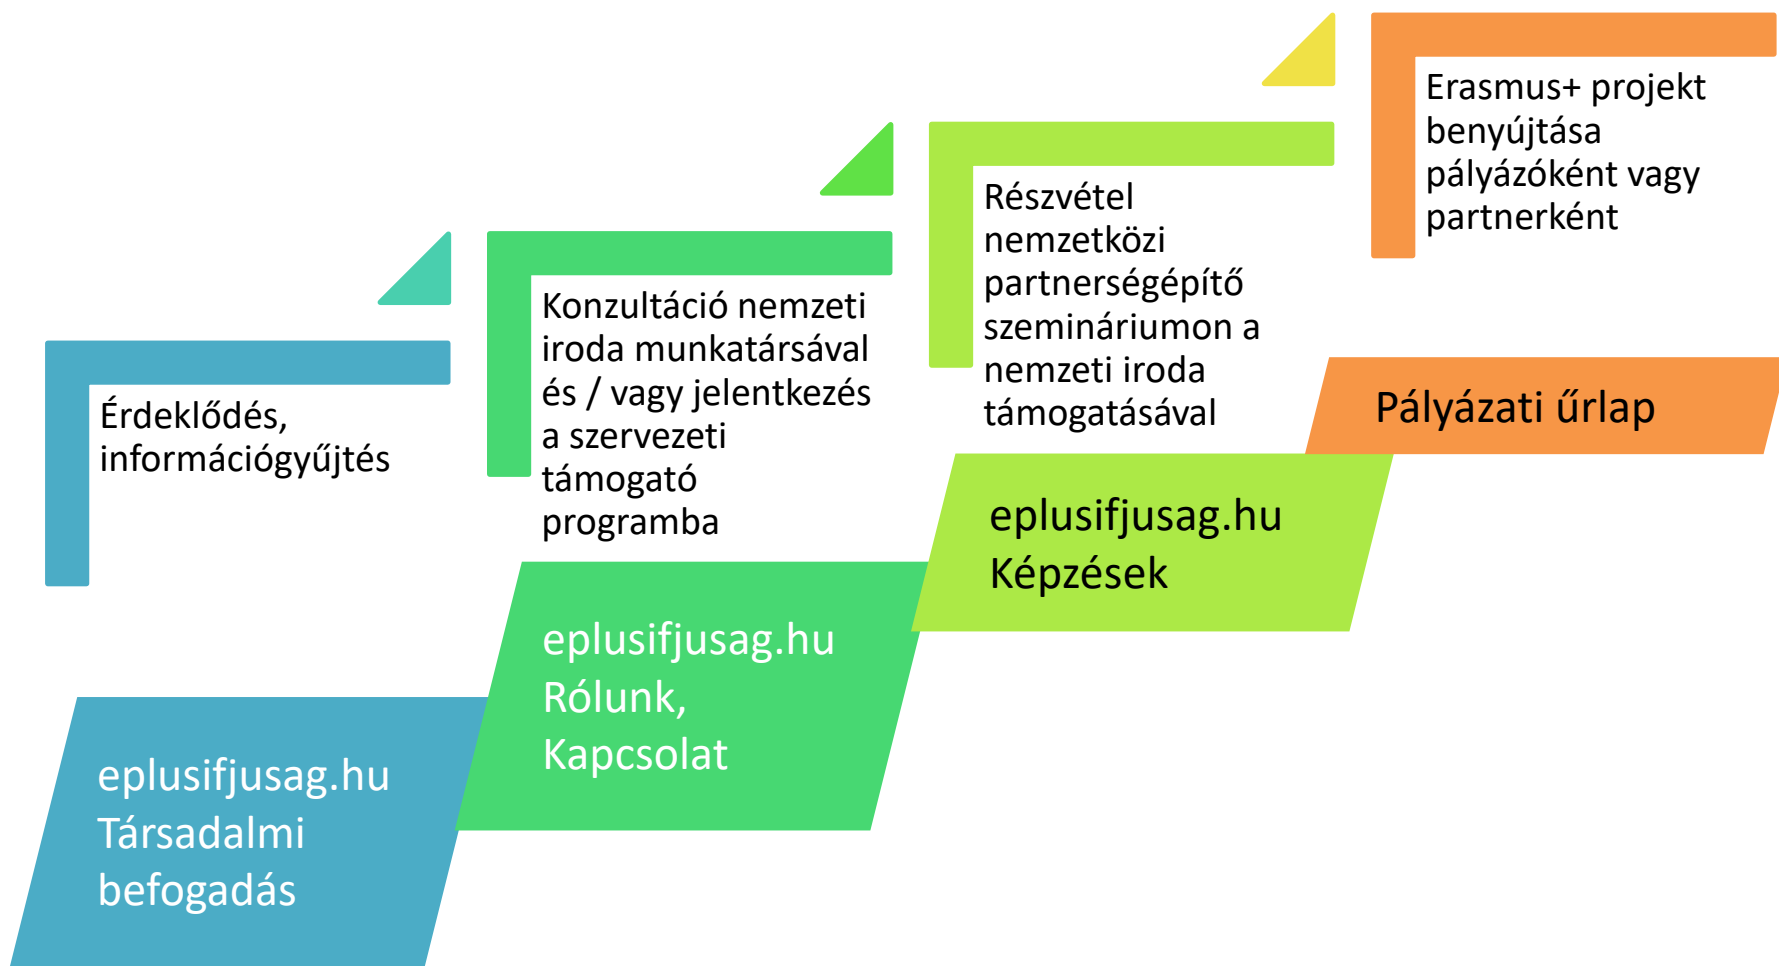 Érdeklődés,
információgyűjtés
Konzultáció nemzeti
iroda munkatársával
és / vagy jelentkezés
a szervezeti
támogató
programba
Részvétel
nemzetközi
partnerségépítő
szemináriumon a
nemzeti iroda
támogatásával
Erasmus+ projekt
benyújtása
pályázóként vagy
partnerként
eplusifjusag.hu
Társadalmi
befogadás
eplusifjusag.hu
Rólunk,
Kapcsolat
eplusifjusag.hu
Képzések
Pályázati űrlap